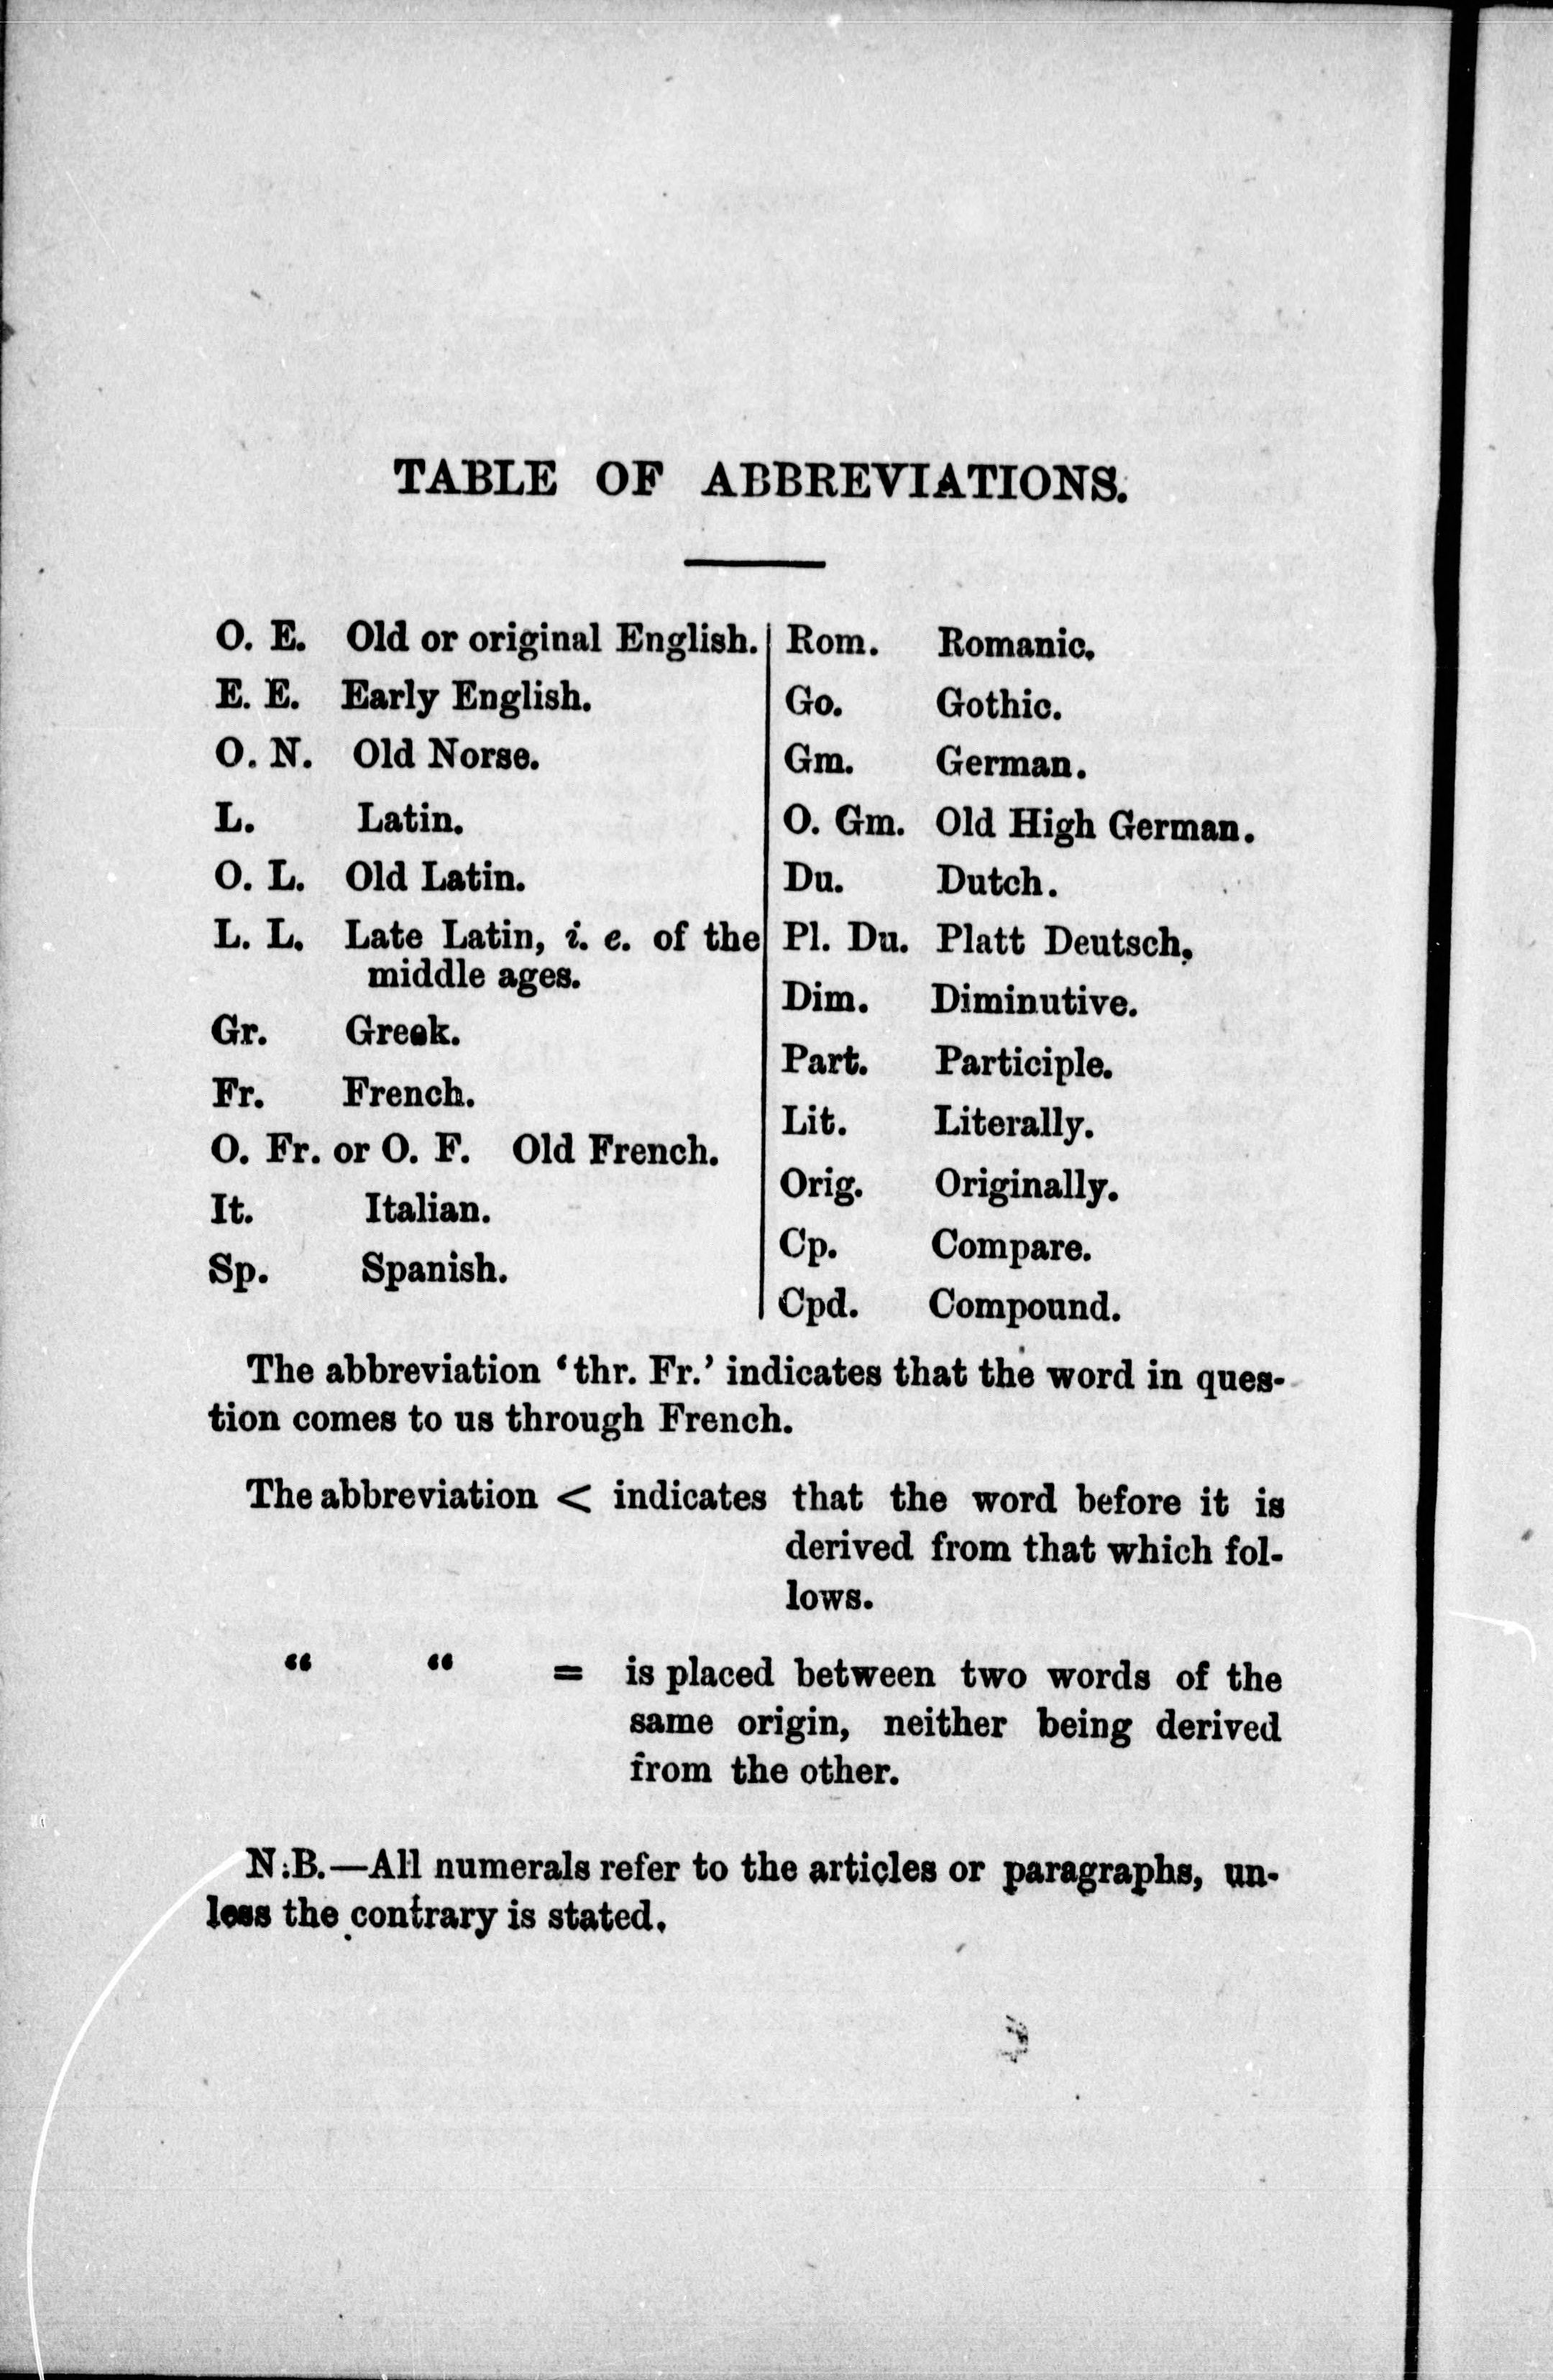 TABLE OF ABBREVIATIONS.
O. E. Old or original English.
E. E. Early English.
O. N. Old Norse.
L. Latin.
O. L. Old Latin.
L. L. Late Latin, i. e. of the
middle ages.
Gr. Greek.
Fr. French.
O. Fr. or O. F. Old French.
It. Italian.
Sp. Spanish.
Rom. Romanic.
Go. Gothic.
Gm. German.
O. Gm. Old High German.
Du. Dutch.
Pl. Du. Platt Deutsch.
Dim. Diminutive.
Part. Participle.
Lit. Literally.
Orig. Originally.
Cp. Compare.
Cpd. Compound.
The abbreviation ‘thr. Fr.’ indicates that the word in ques-
tion comes to us through French.
The abbreviation < indicates that the word before it is
derived from that which fol-
lows.
“ “ = is placed between two words of the
same origin, neither being derived
from the other.
N.B.—All numerals refer to the articles or paragraphs, un-
less the contrary is stated.